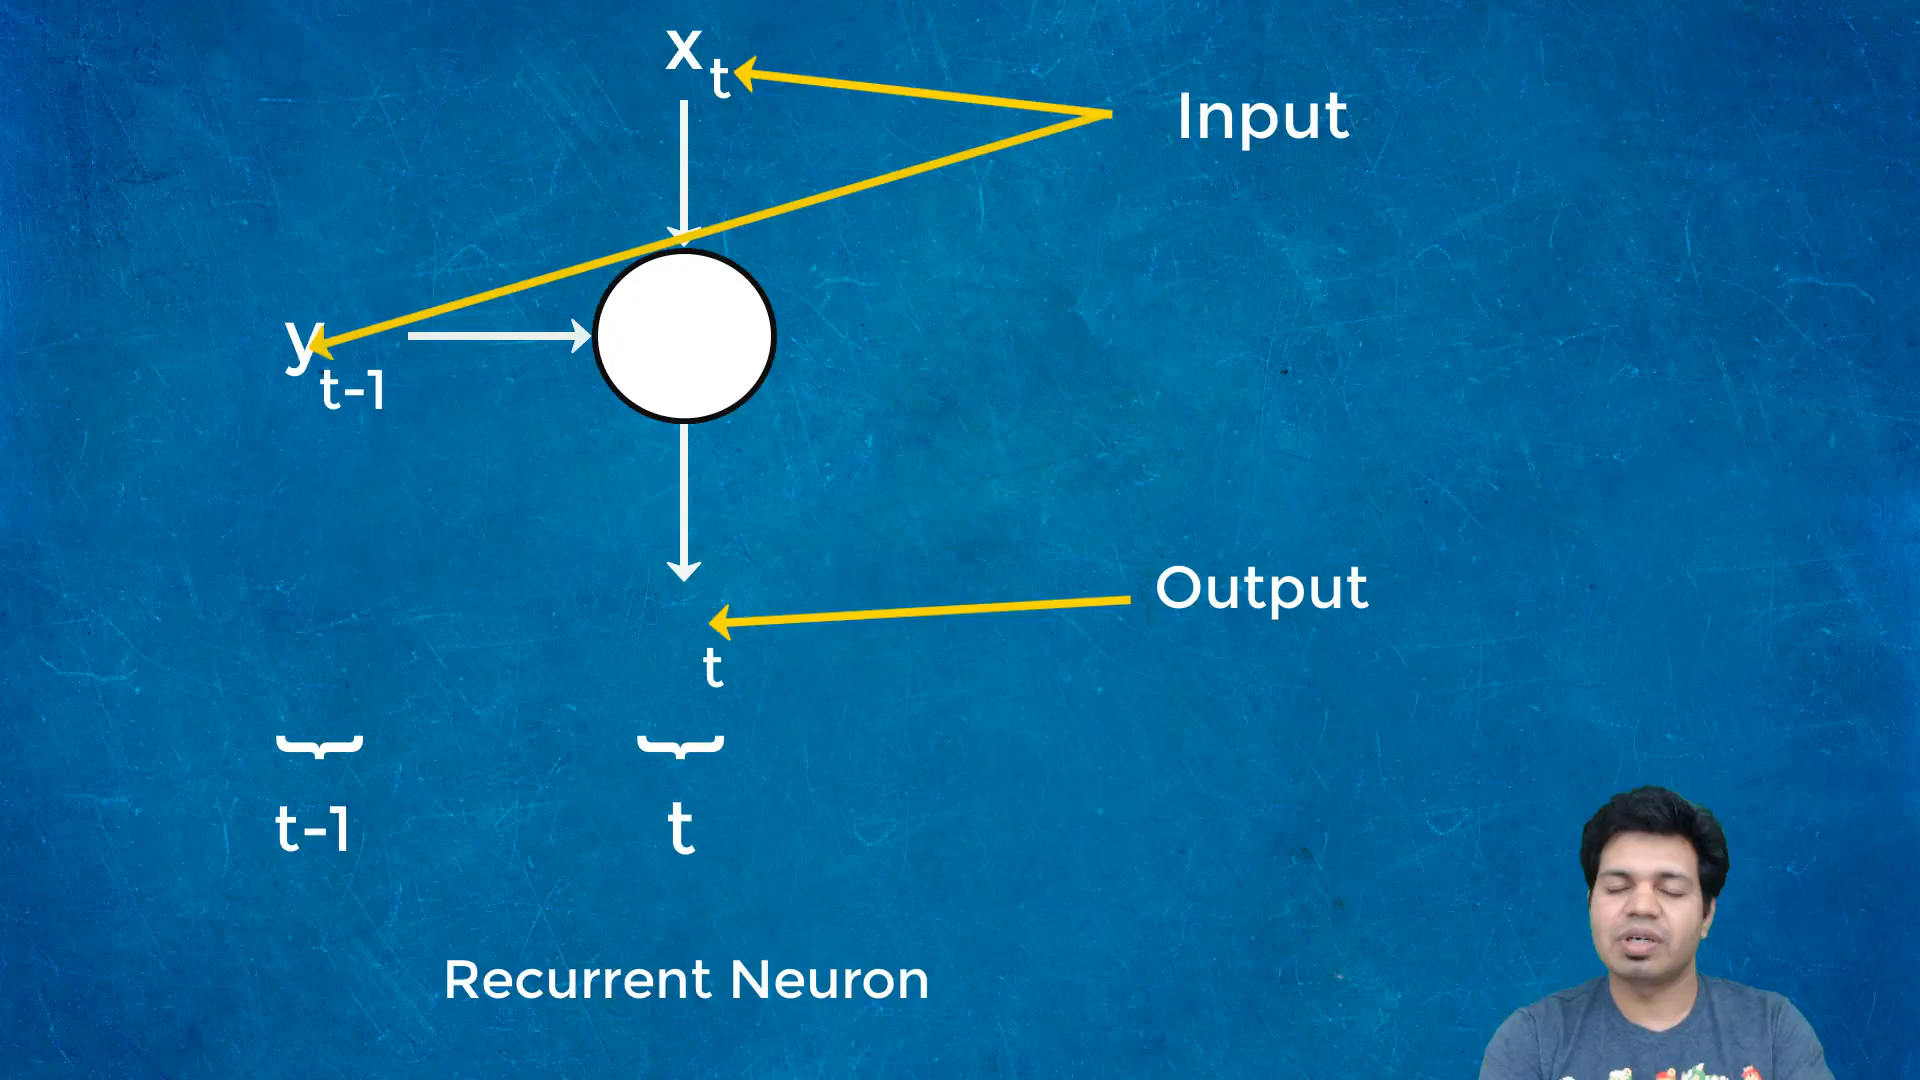 x t
Input
y t-1
Output
t
t-1
t
Recurrent Neuron